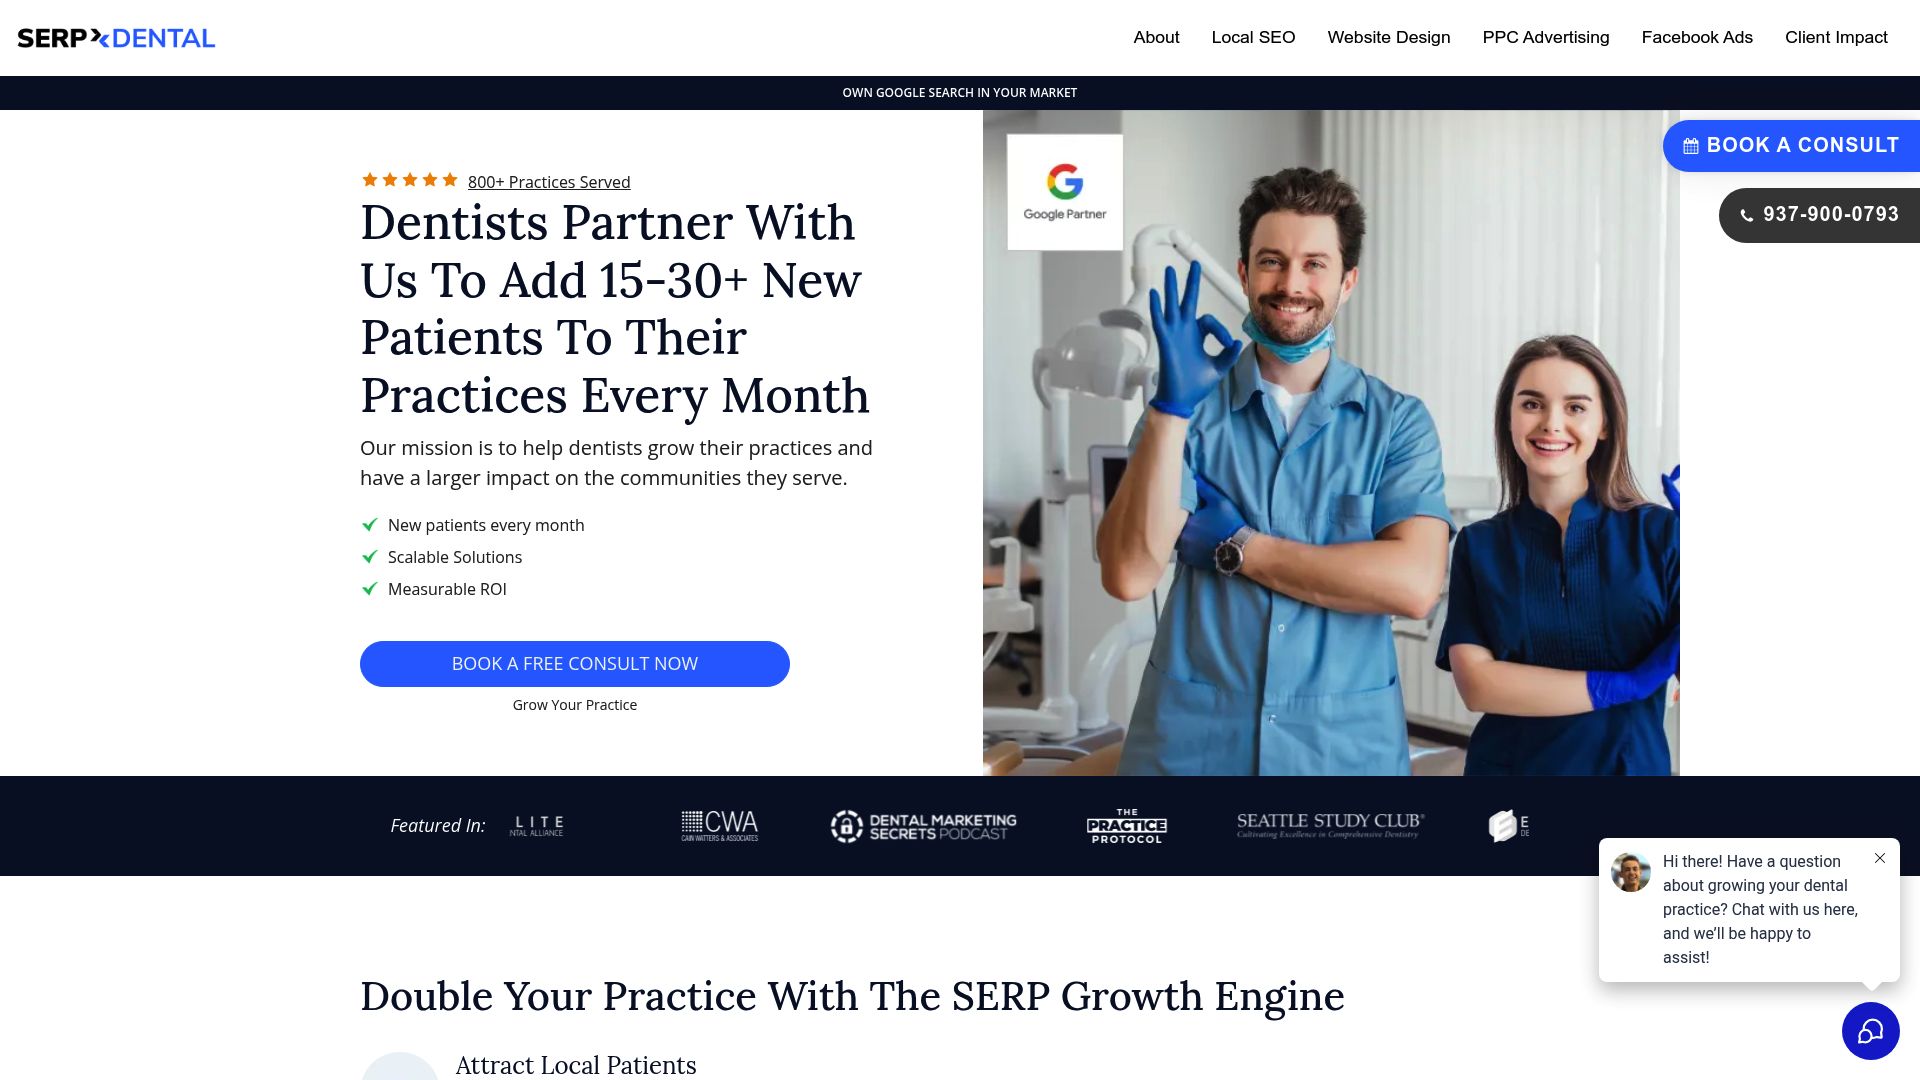 SERP DENTAL
About
Local SEO
Website Design
PPC Advertising
Facebook Ads
Client Impact
OWN GOOGLE SEARCH IN YOUR MARKET
BOOK A CONSULT
937-900-0793
Google Partner
800+ Practices Served
Dentists Partner With
Us To Add 15-30+ New
Patients To Their
Practices Every Month
Our mission is to help dentists grow their practices and
have a larger impact on the communities they serve.
New patients every month
Scalable Solutions
Measurable ROI
BOOK A FREE CONSULT NOW
Grow Your Practice
Featured In:
LITE
NTAL ALLIANCE
CWA
CAIN WATTERS & ASSOCIATES
DENTAL MARKETING
SECRETS PODCAST
THE
PRACTICE
PROTOCOL
SEATTLE STUDY CLUB®
Cultivating Excellence in Comprehensive Dentistry
E
DE
Hi there! Have a question
about growing your dental
practice? Chat with us here,
and we’ll be happy to
assist!
Double Your Practice With The SERP Growth Engine
Attract Local Patients